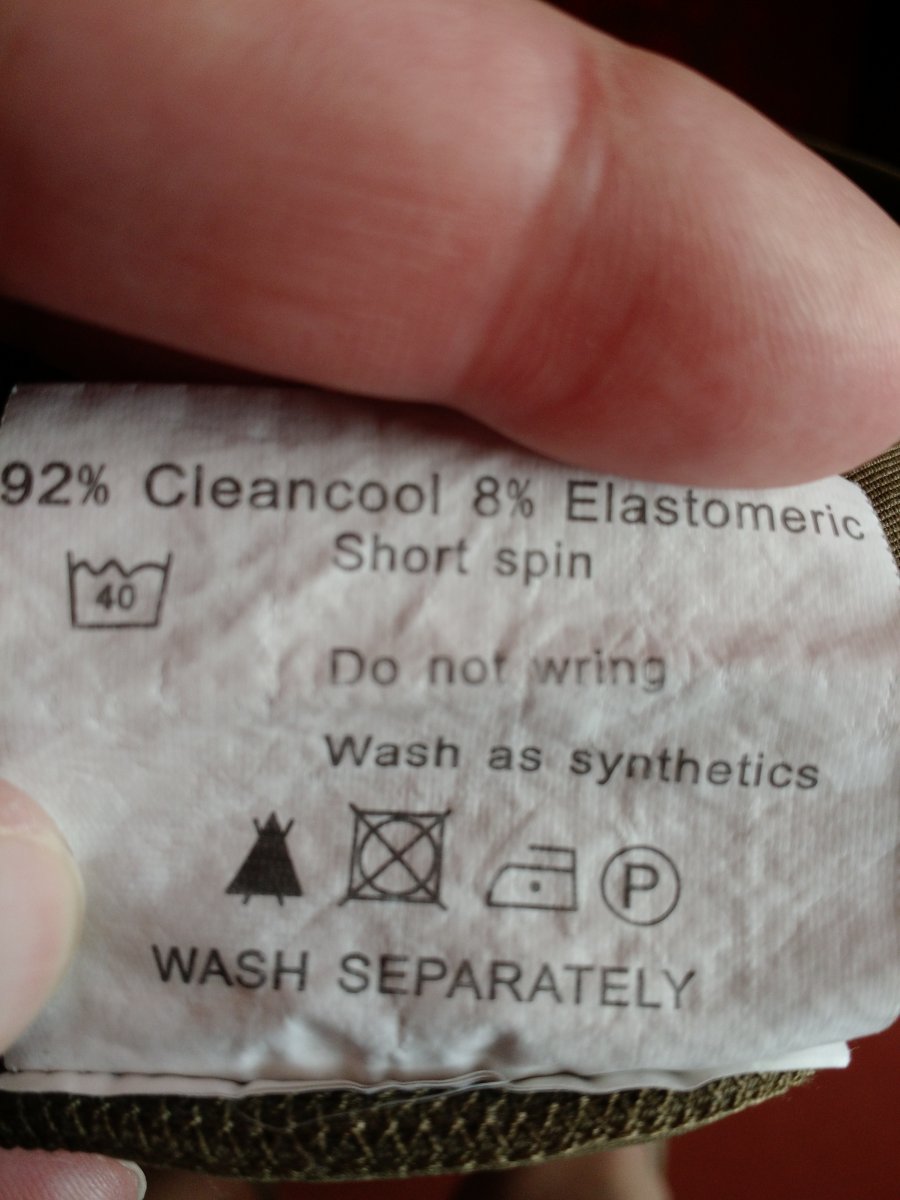 92% Cleancool 8% Elastomeric
Short spin
40
Do not wring
Wash as synthetics
P
WASH SEPARATELY